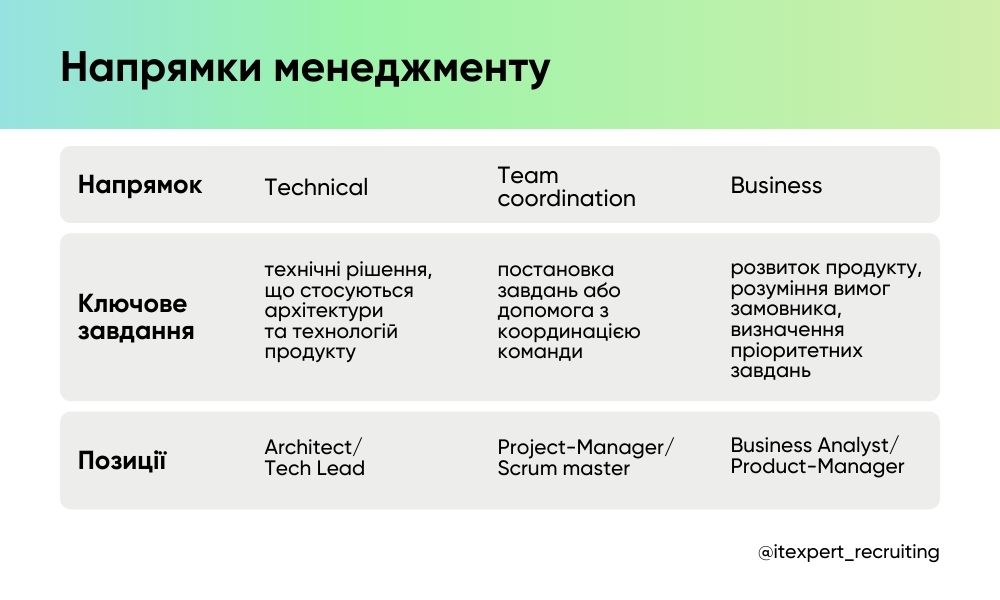 Напрямки менеджменту
Напрямок
Technical
Team
coordination
Business
Ключове
завдання
технічні рішення,
що стосуються
архітектури
та технологій
продукту
постановка
завдань або
допомога з
координацією
команди
розвиток продукту,
розуміння вимог
замовника,
визначення
пріоритетних
завдань
Позиції
Architect/
Tech Lead
Project-Manager/
Scrum master
Business Analyst/
Product-Manager
@itexpert_recruiting